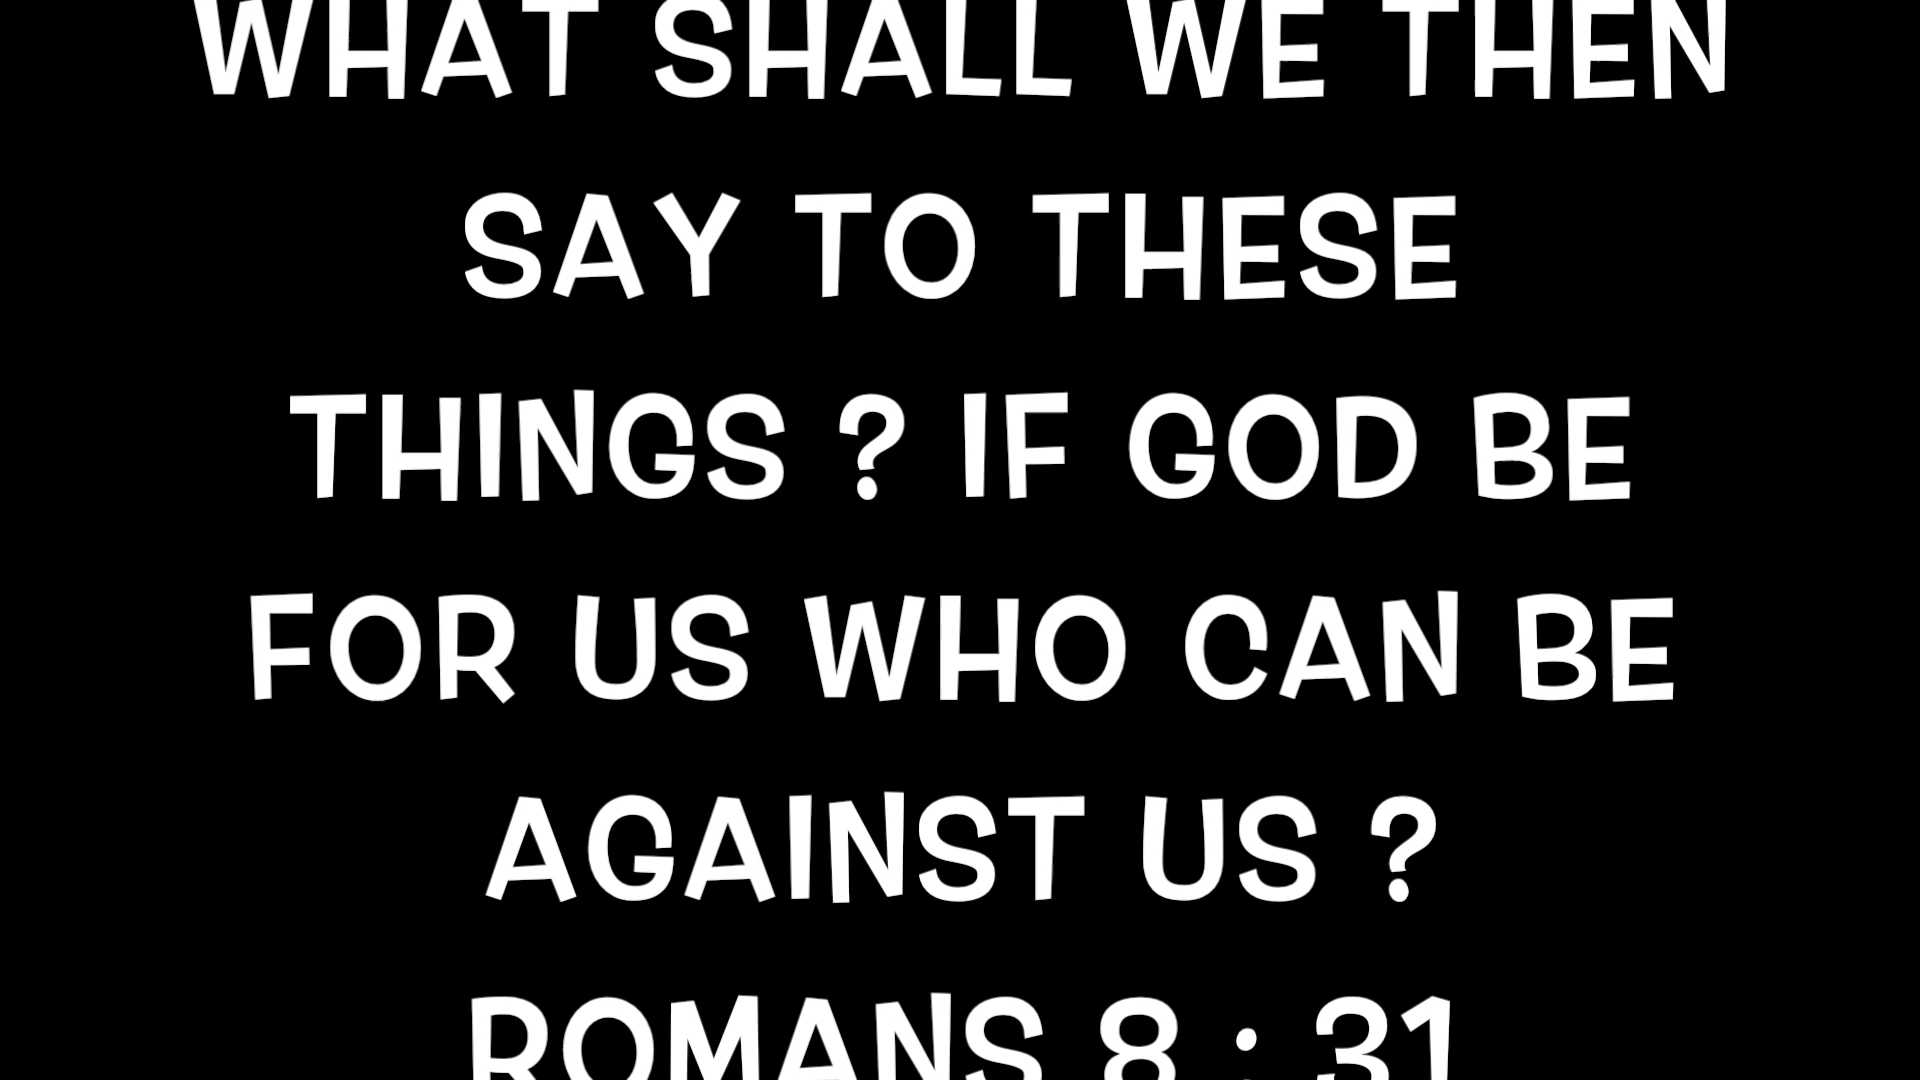 WHAT SHALL WE THEN
SAY TO THESE
THINGS ? IF GOD BE
FOR US WHO CAN BE
AGAINST US ?
ROMANS 8 : 31